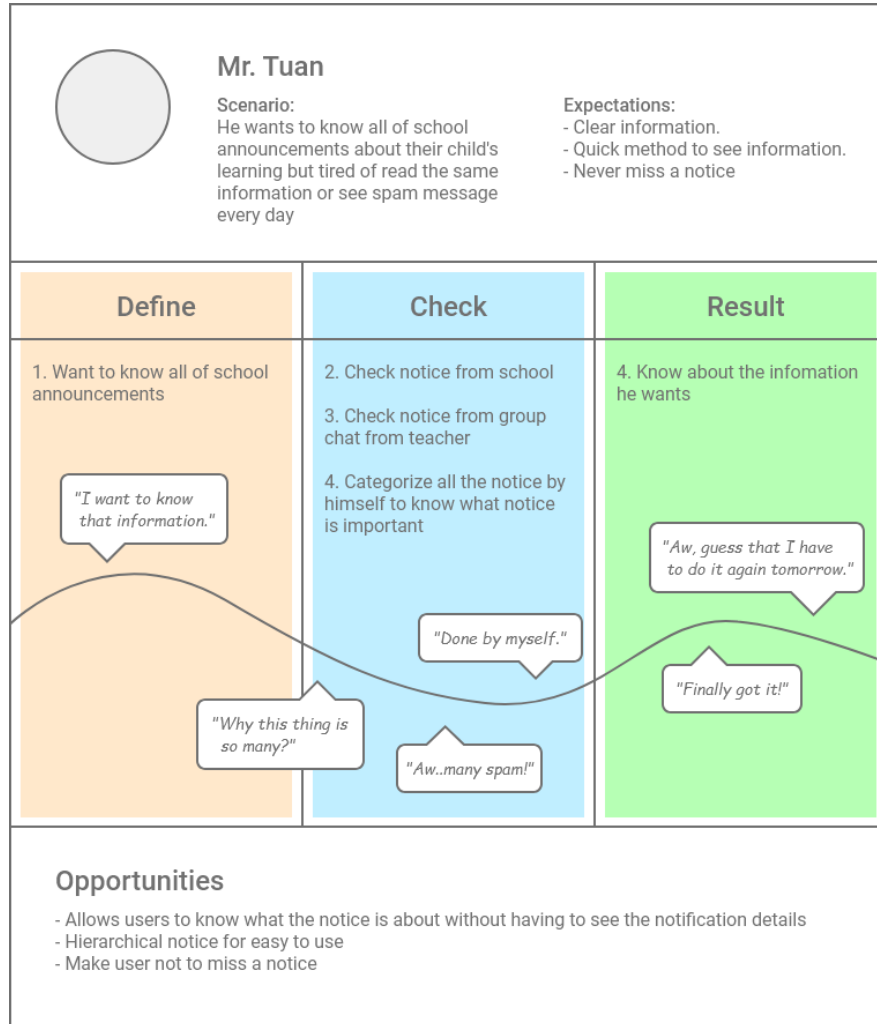 Mr. Tuan
Scenario:
He wants to know all of school
announcements about their child's
learning but tired of read the same
information or see spam message
every day
Expectations:
- Clear information.
- Quick method to see information.
- Never miss a notice
Define
Check
Result
1. Want to know all of school
announcements
2. Check notice from school
3. Check notice from group
chat from teacher
4. Categorize all the notice by
himself to know what notice
is important
4. Know about the infomation
he wants
"I want to know
that information."
"Why this thing is
so many?"
"Done by myself."
"Aw..many spam!"
"Aw, guess that I have
to do it again tomorrow."
"Finally got it!"
Opportunities
- Allows users to know what the notice is about without having to see the notification details
- Hierarchical notice for easy to use
- Make user not to miss a notice